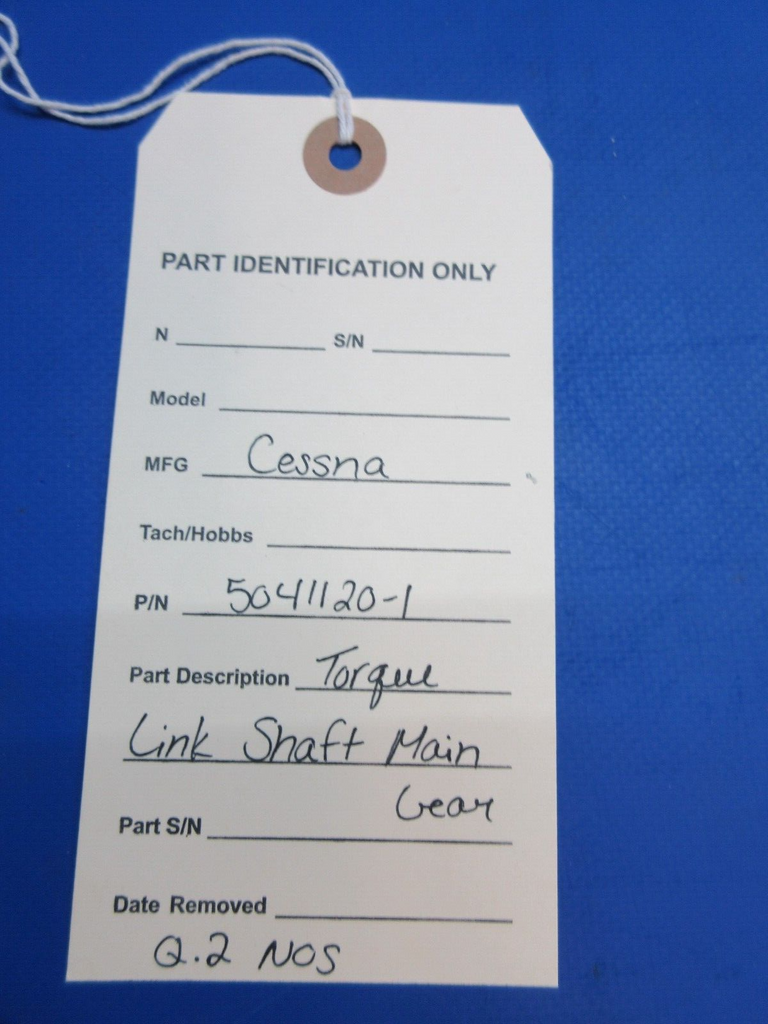 PART IDENTIFICATION ONLY
N S/N
Model
MFG Cessna
Tach/Hobbs
P/N 5041120-1
Part Description Torque
Link Shaft Main
Gear
Part S/N
Date Removed
Q.2 NOS